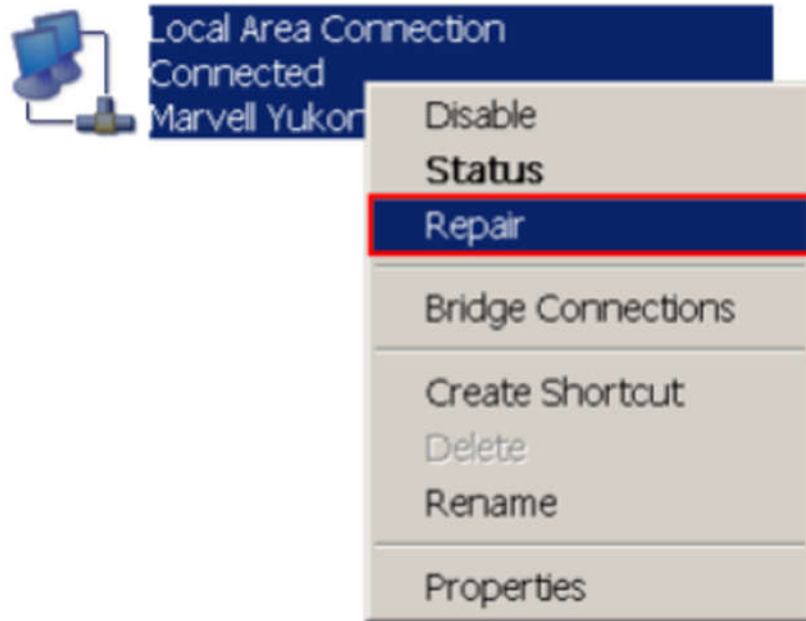 Local Area Connection
Connected
Marvell Yukon
Disable
Status
Repair
Bridge Connections
Create Shortcut
Delete
Rename
Properties